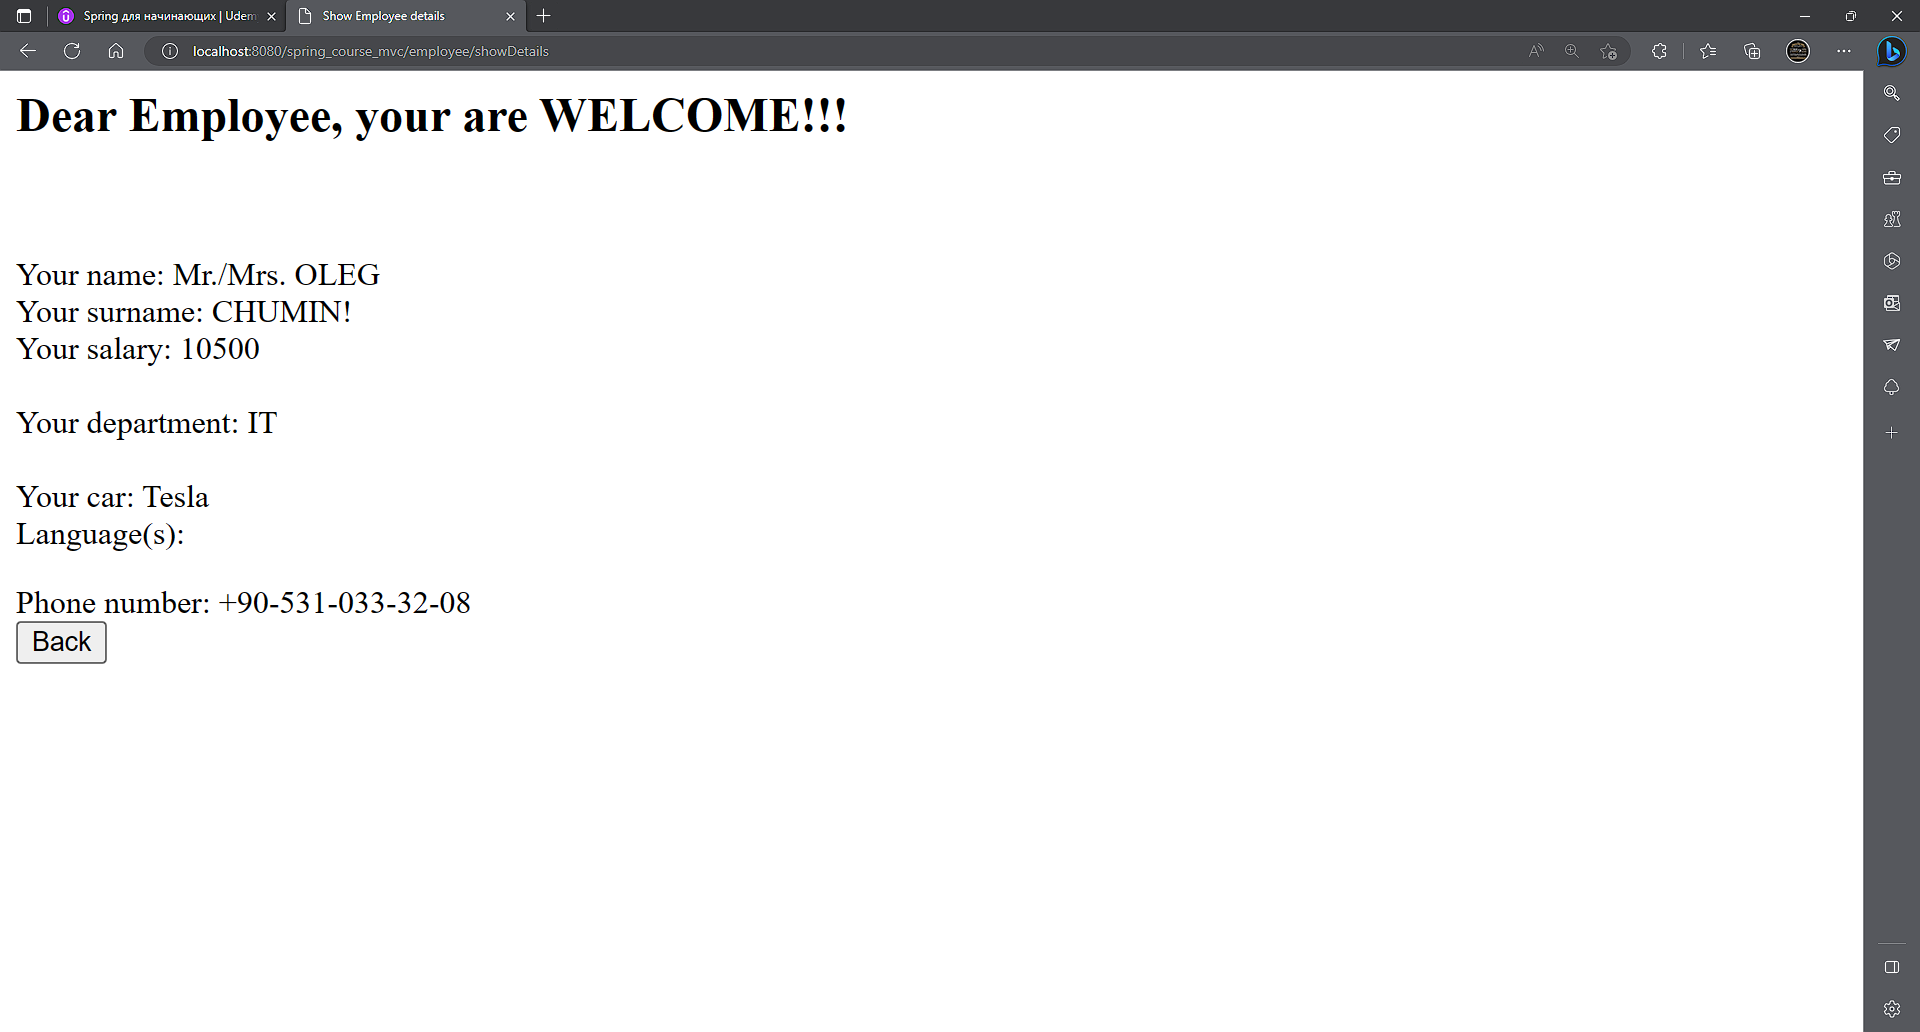 Spring для начинающих | Udem
Show Employee details
localhost:8080/spring_course_mvc/employee/showDetails
Dear Employee, your are WELCOME!!!
Your name: Mr./Mrs. OLEG
Your surname: CHUMIN!
Your salary: 10500
Your department: IT
Your car: Tesla
Language(s):
Phone number: +90-531-033-32-08
Back